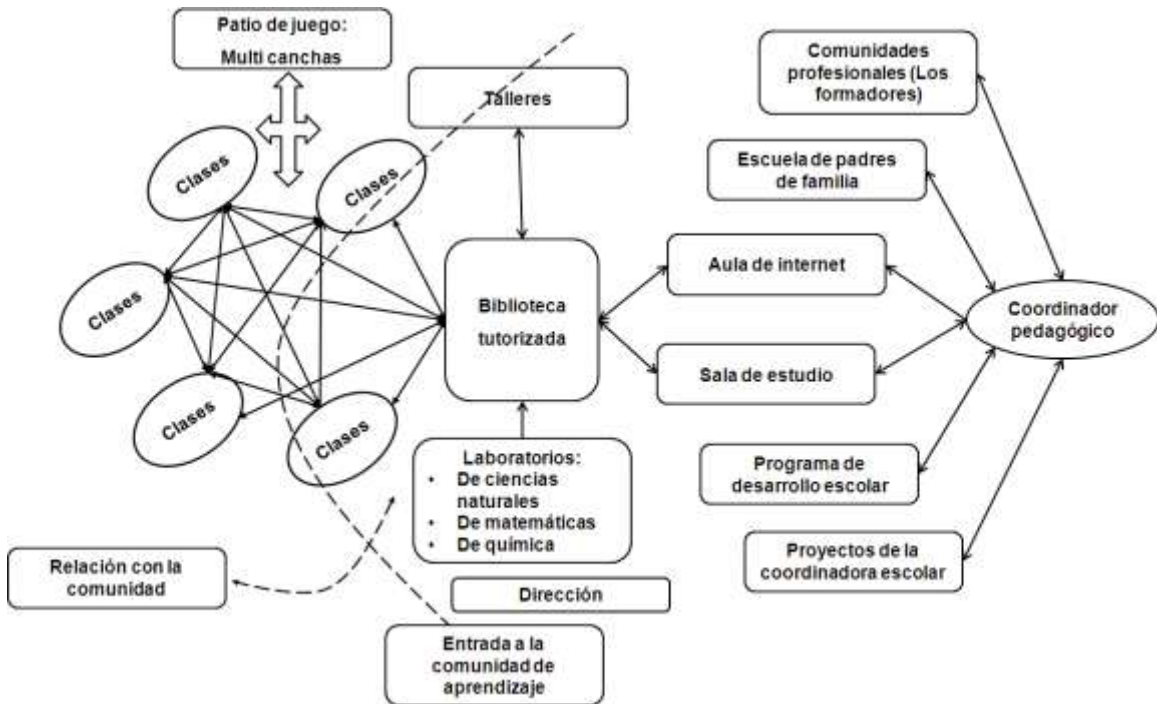 Patio de juego:
Multi canchas
Talleres
Comunidades
profesionales (Los
formadores)
Clases
Clases
Escuela de padres
de familia
Clases
Biblioteca
tutorizada
Aula de internet
Coordinador
pedagógico
Sala de estudio
Clases
Clases
Laboratorios:
• De ciencias
naturales
• De matemáticas
• De química
Programa de
desarrollo escolar
Relación con la
comunidad
Proyectos de la
coordinadora escolar
Dirección
Entrada a la
comunidad de
aprendizaje